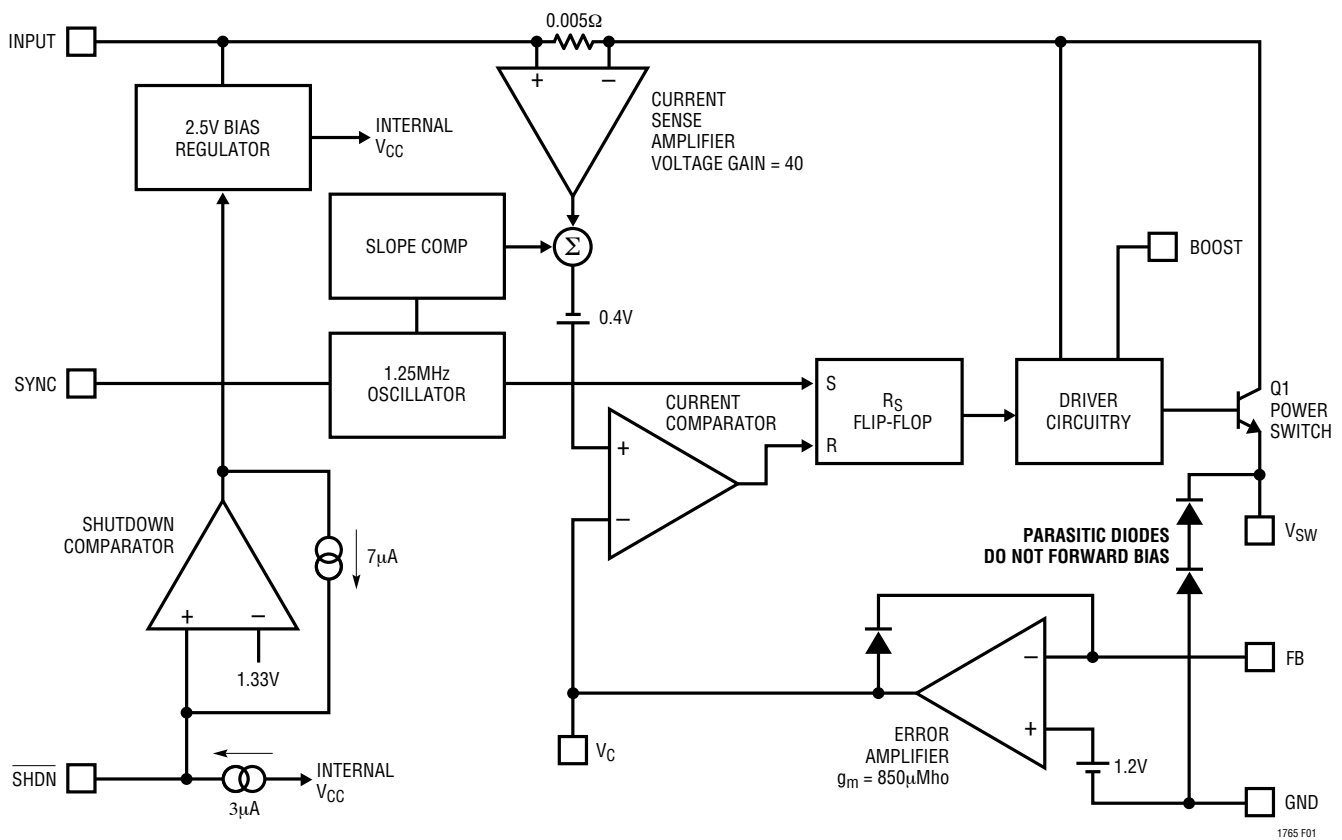 INPUT
0.005Ω
+
−
2.5V BIAS
REGULATOR
INTERNAL
VCC
CURRENT
SENSE
AMPLIFIER
VOLTAGE GAIN = 40
SLOPE COMP
Σ
BOOST
0.4V
SYNC
1.25MHz
OSCILLATOR
S
R
RS
FLIP-FLOP
DRIVER
CIRCUITRY
Q1
POWER
SWITCH
CURRENT
COMPARATOR
+
−
SHUTDOWN
COMPARATOR
7µA
+
−
1.33V
PARASITIC DIODES
DO NOT FORWARD BIAS
VSW
−
+
FB
ERROR
AMPLIFIER
gm = 850µMho
1.2V
VC
SHDN
3µA
INTERNAL
VCC
GND
1765 F01